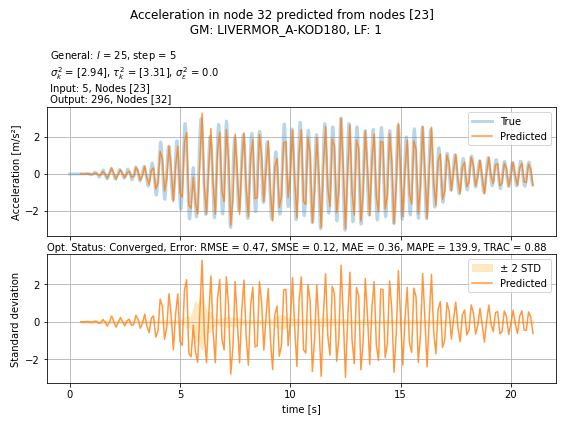 Acceleration in node 32 predicted from nodes [23]
GM: LIVERMOR_A-KOD180, LF: 1
General: l = 25, step = 5
σ²ₖ = [2.94], τ²ₖ = [3.31], σ²ε = 0.0
Input: 5, Nodes [23]
Output: 296, Nodes [32]
Acceleration [m/s²]
2
0
−2
True
Predicted
Opt. Status: Converged, Error: RMSE = 0.47, SMSE = 0.12, MAE = 0.36, MAPE = 139.9, TRAC = 0.88
Standard deviation
2
0
−2
± 2 STD
Predicted
0 5 10 15 20
time [s]